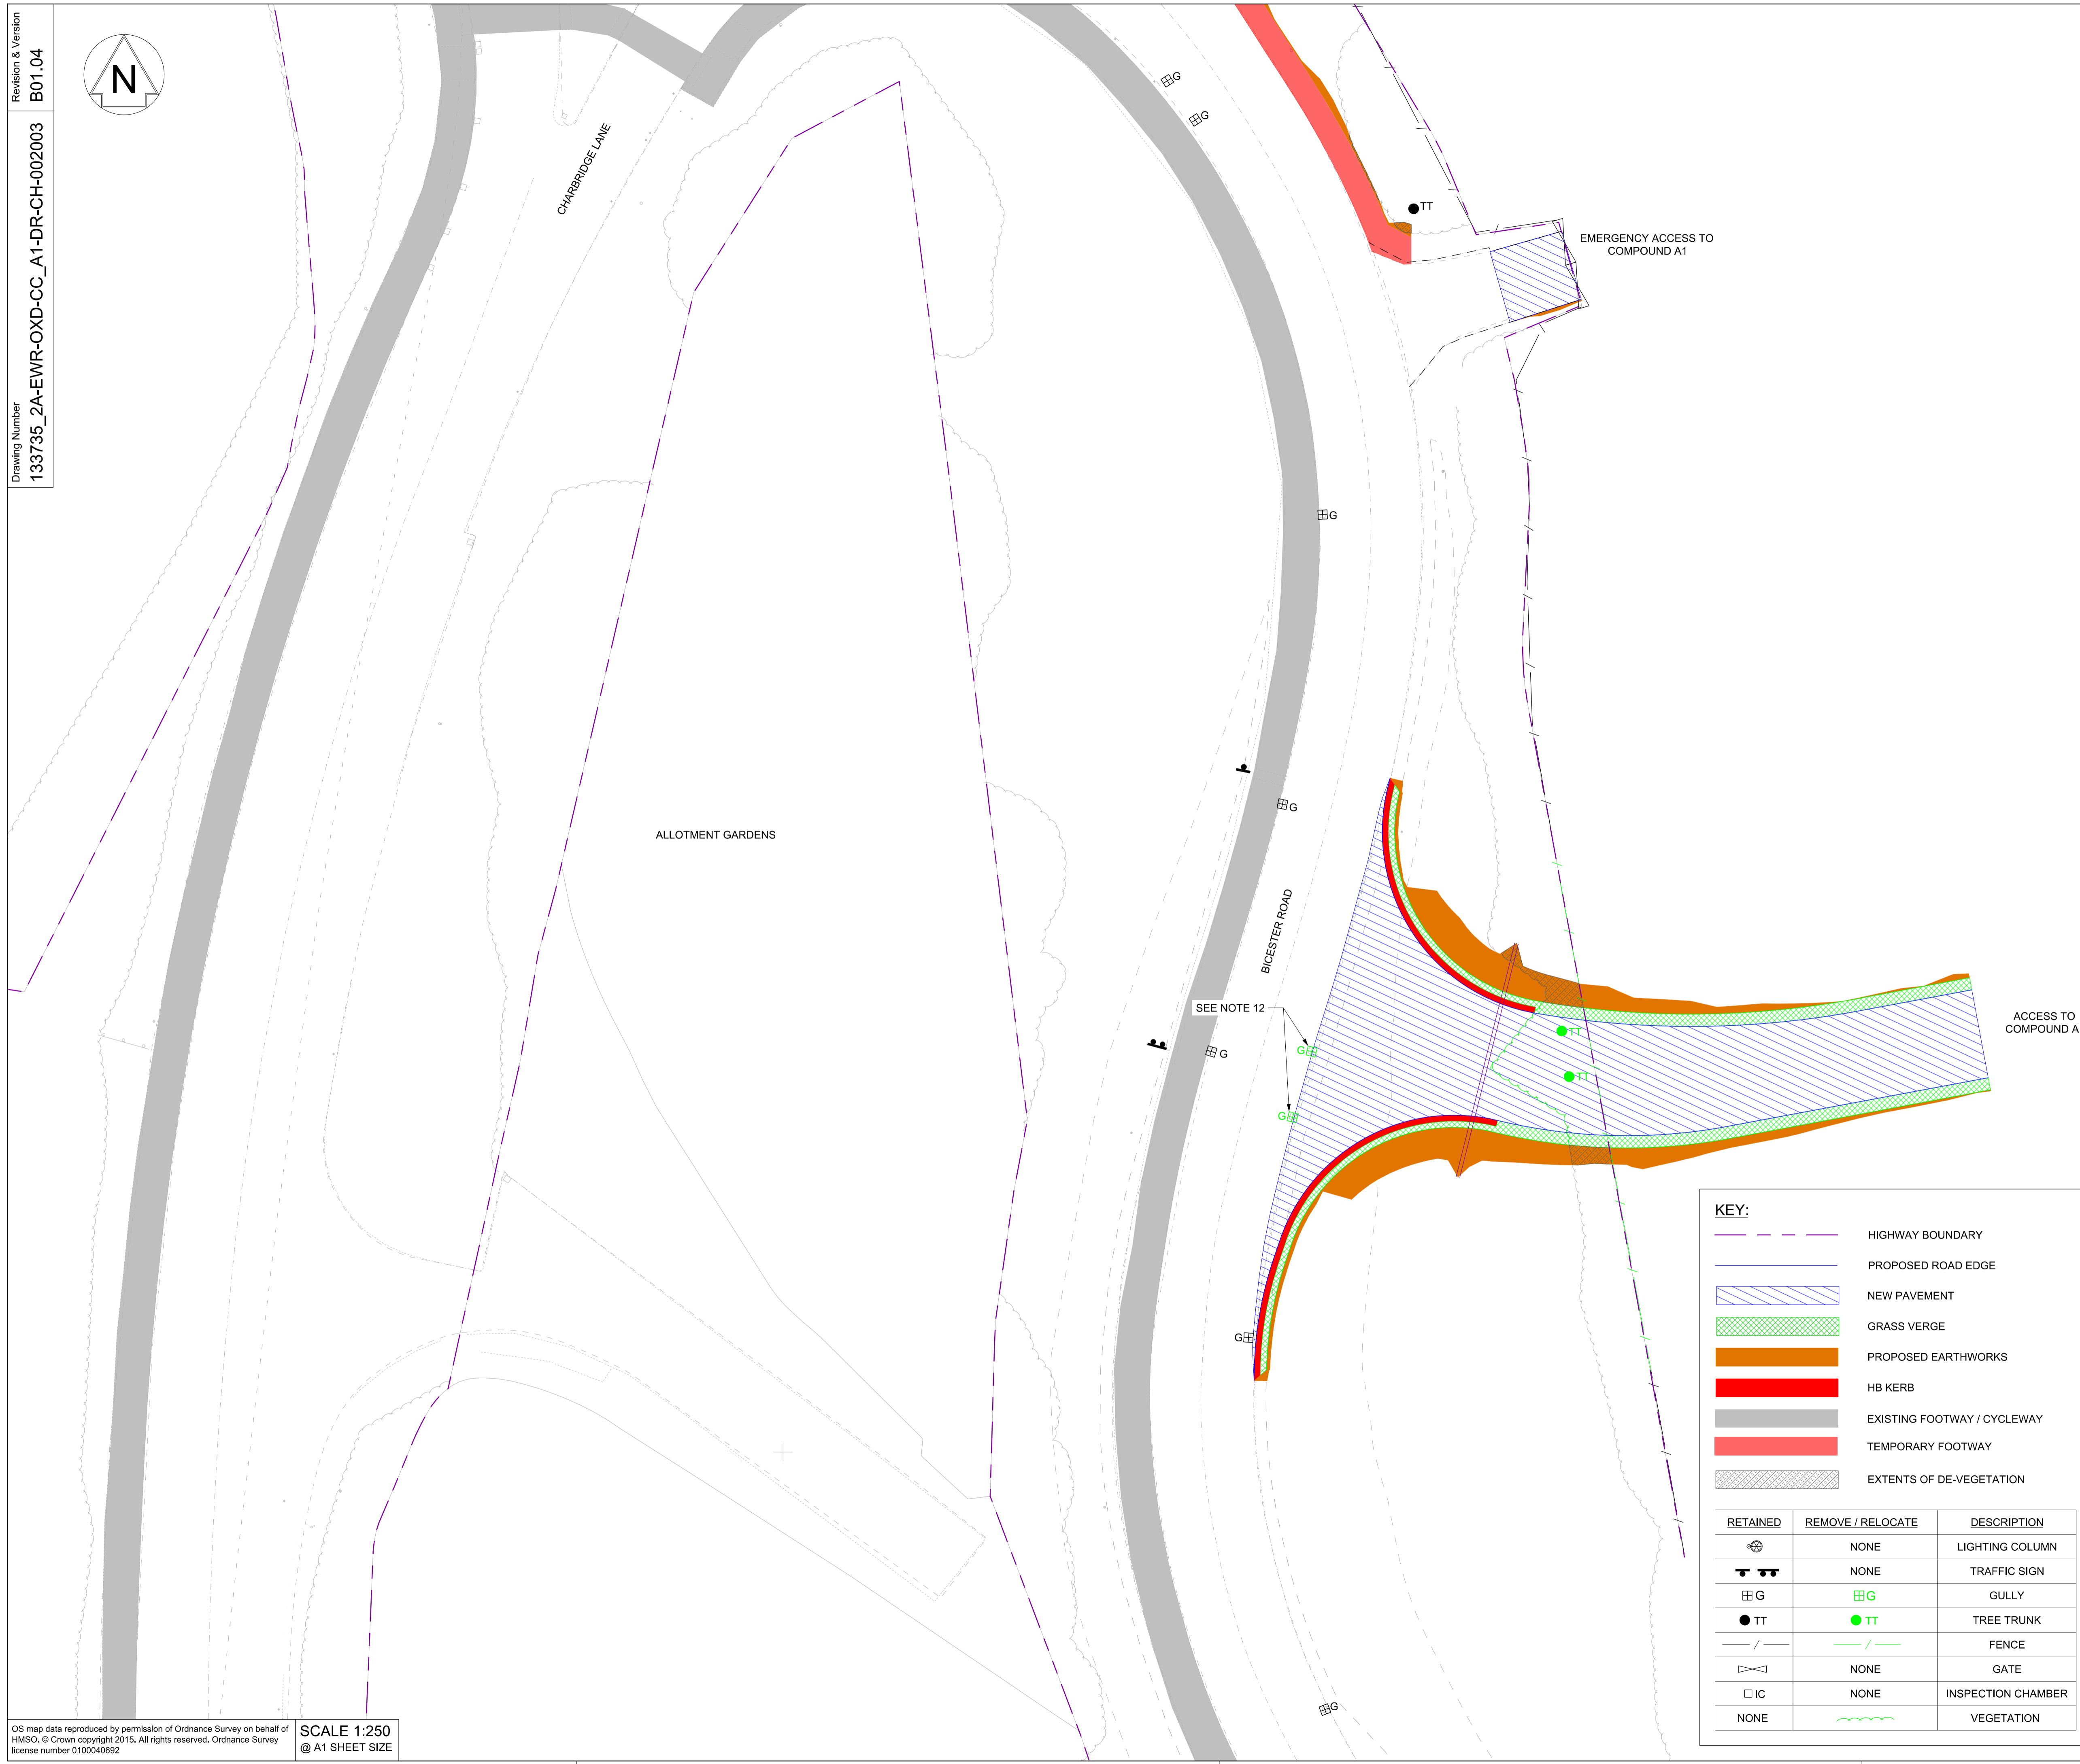 Revision & Version
B01.04
Drawing Number
133735_2A-EWR-OXD-CC_A1-DR-CH-002003
N
CHARBRIDGE LANE
G
G
TT
EMERGENCY ACCESS TO
COMPOUND A1
G
G
ALLOTMENT GARDENS
BICESTER ROAD
SEE NOTE 12
G
G
G
TT
TT
ACCESS TO
COMPOUND A
G
G
KEY:
HIGHWAY BOUNDARY
PROPOSED ROAD EDGE
NEW PAVEMENT
GRASS VERGE
PROPOSED EARTHWORKS
HB KERB
EXISTING FOOTWAY / CYCLEWAY
TEMPORARY FOOTWAY
EXTENTS OF DE-VEGETATION
RETAINED REMOVE / RELOCATE DESCRIPTION
NONE LIGHTING COLUMN
NONE TRAFFIC SIGN
G G GULLY
TT TT TREE TRUNK
FENCE
NONE GATE
IC NONE INSPECTION CHAMBER
NONE VEGETATION
OS map data reproduced by permission of Ordnance Survey on behalf of
HMSO. © Crown copyright 2015. All rights reserved. Ordnance Survey
license number 0100040692
SCALE 1:250
@ A1 SHEET SIZE